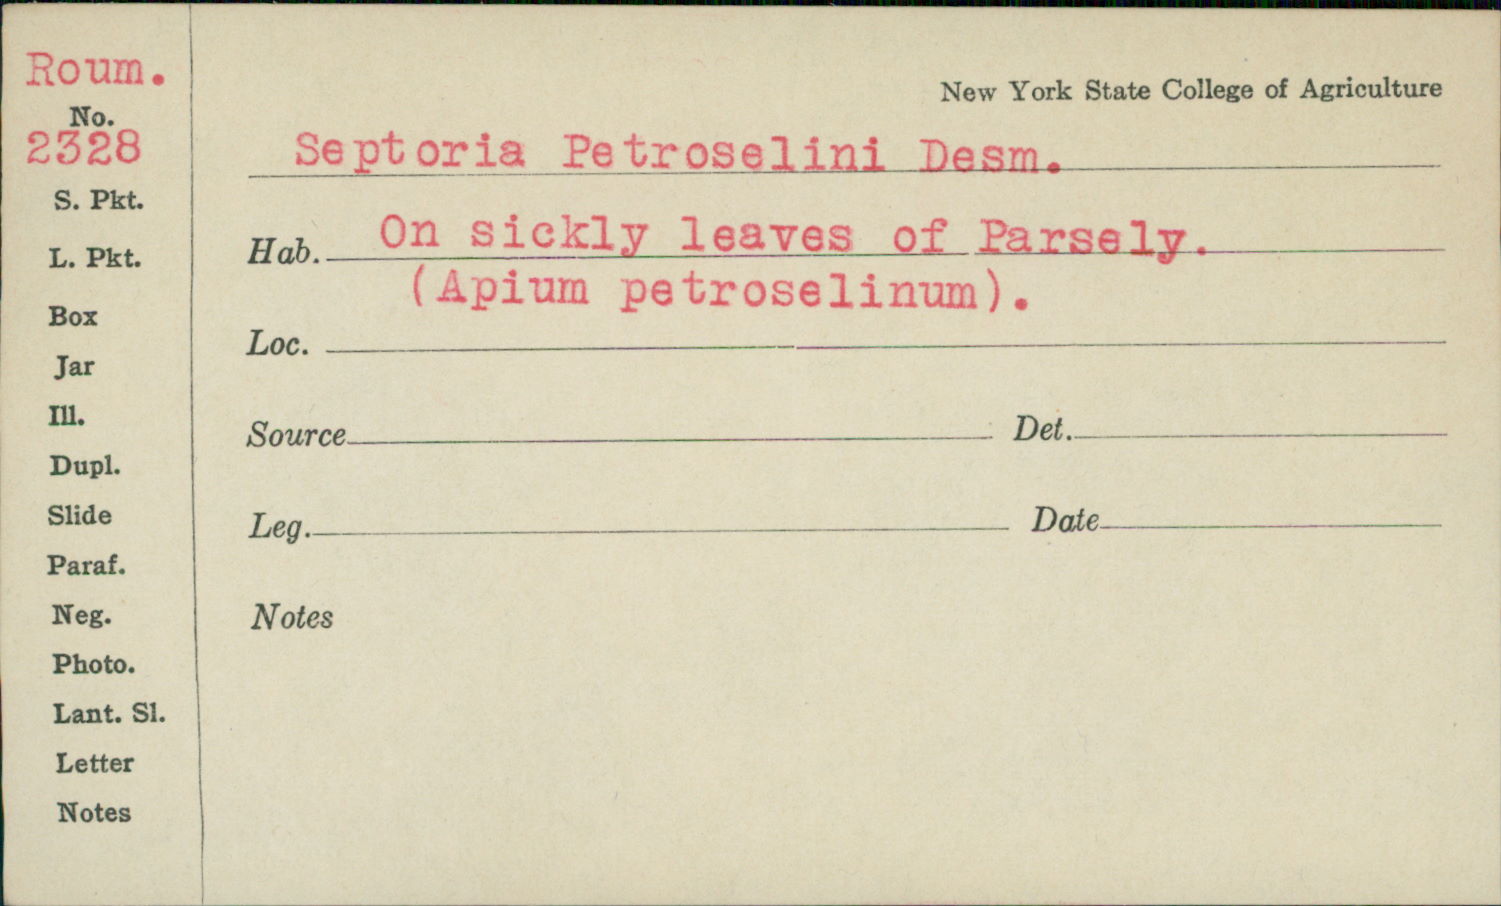 Roum.
No.
2328
S. Pkt.
L. Pkt.
Box
Jar
Ill.
Dupl.
Slide
Paraf.
Neg.
Photo.
Lant. Sl.
Letter
Notes
New York State College of Agriculture
Septoria Petroselini Desm.
Hab. On sickly leaves of Parsely.
(Apium petroselinum).
Loc.
Source Det.
Leg. Date
Notes